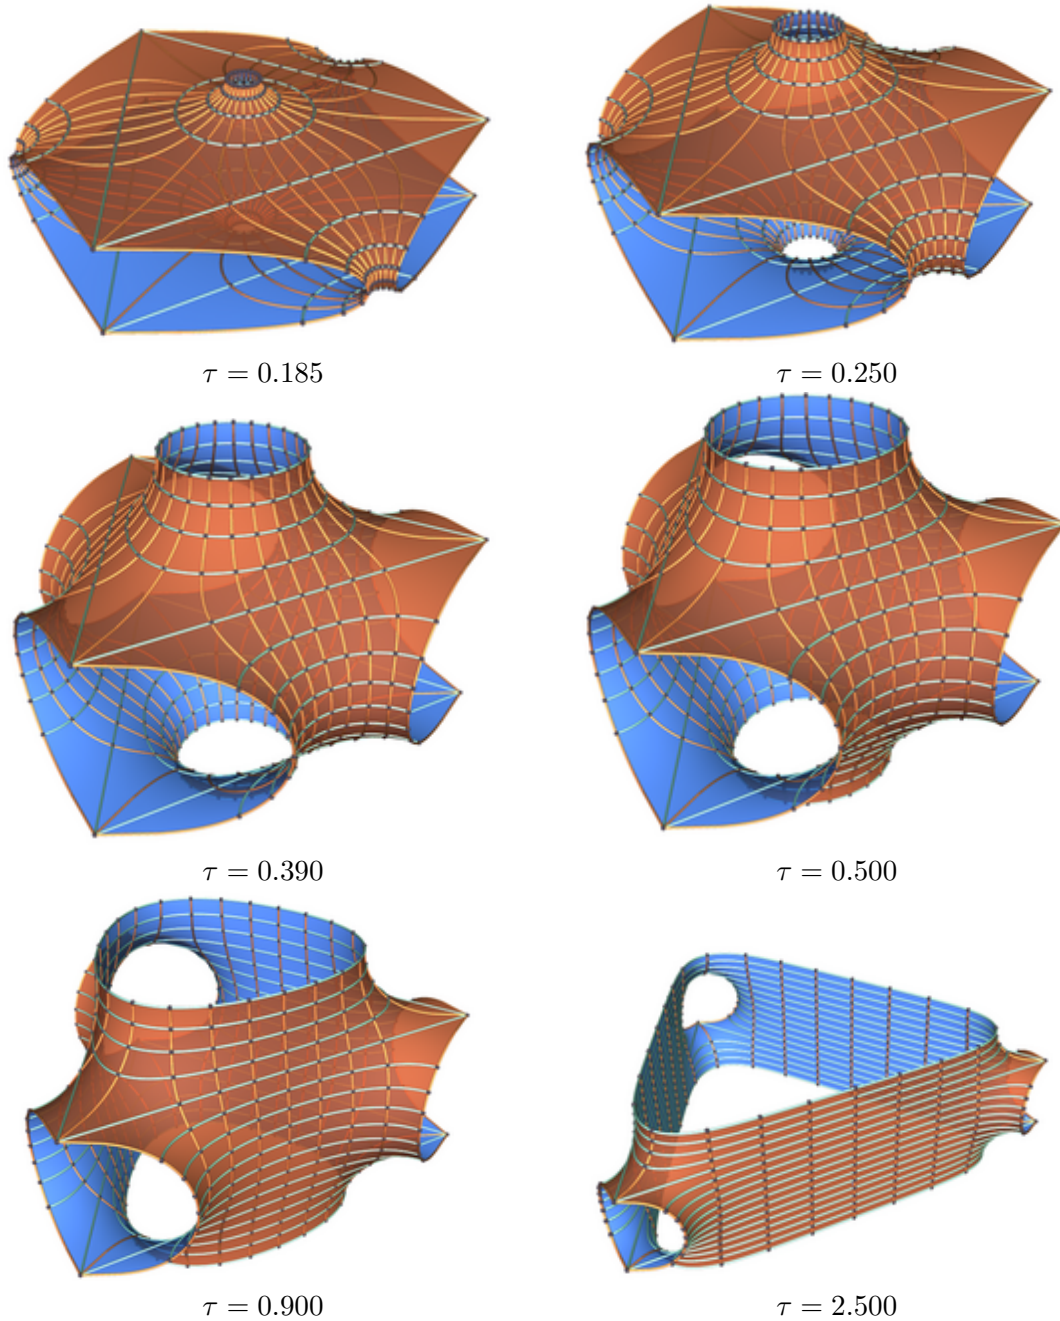 τ = 0.185
τ = 0.250
τ = 0.390
τ = 0.500
τ = 0.900
τ = 2.500